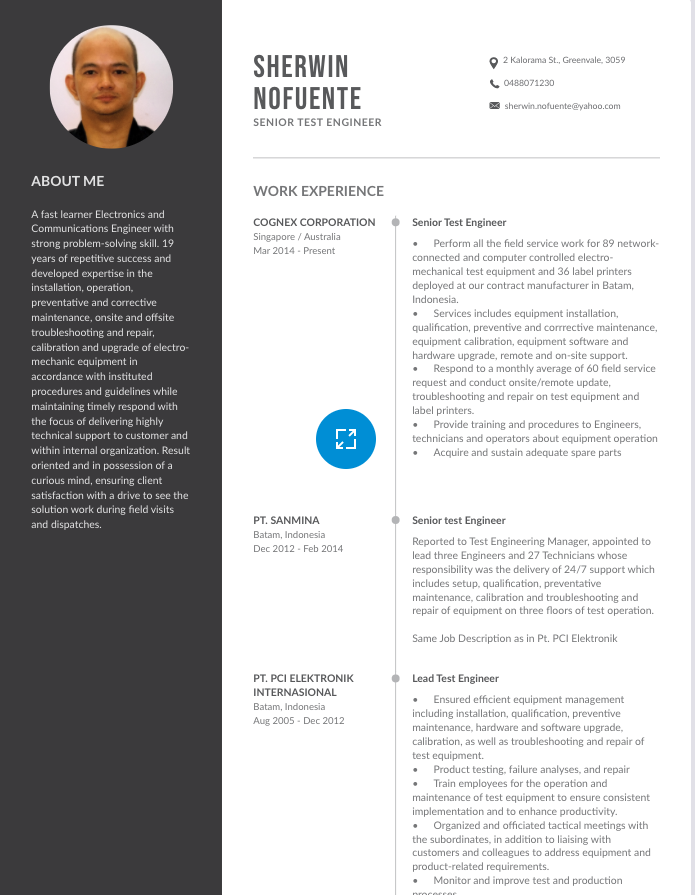 SHERWIN
NOFUENTE
SENIOR TEST ENGINEER
2 Kalorama St., Greenvale, 3059
0488071230
sherwin.nofuente@yahoo.com
ABOUT ME
A fast learner Electronics and
Communications Engineer with
strong problem-solving skill. 19
years of repetitive success and
developed expertise in the
installation, operation,
preventative and corrective
maintenance, onsite and offsite
troubleshooting and repair,
calibration and upgrade of electro-
mechanic equipment in
accordance with instituted
procedures and guidelines while
maintaining timely respond with
the focus of delivering highly
technical support to customer and
within internal organization. Result
oriented and in possession of a
curious mind, ensuring client
satisfaction with a drive to see the
solution work during field visits
and dispatches.
WORK EXPERIENCE
COGNEX CORPORATION
Singapore / Australia
Mar 2014 - Present
Senior Test Engineer
• Perform all the field service work for 89 network-
connected and computer controlled electro-
mechanical test equipment and 36 label printers
deployed at our contract manufacturer in Batam,
Indonesia.
• Services includes equipment installation,
qualification, preventive and corrrective maintenance,
equipment calibration, equipment software and
hardware upgrade, remote and on-site support.
• Respond to a monthly average of 60 field service
request and conduct onsite/remote update,
troubleshooting and repair on test equipment and
label printers.
• Provide training and procedures to Engineers,
technicians and operators about equipment operation
• Acquire and sustain adequate spare parts
PT. SANMINA
Batam, Indonesia
Dec 2012 - Feb 2014
Senior test Engineer
Reported to Test Engineering Manager, appointed to
lead three Engineers and 27 Technicians whose
responsibility was the delivery of 24/7 support which
includes setup, qualification, preventative
maintenance, calibration and troubleshooting and
repair of equipment on three floors of test operation.
Same Job Description as in Pt. PCI Elektronik
PT. PCI ELEKTRONIK
INTERNASIONAL
Batam, Indonesia
Aug 2005 - Dec 2012
Lead Test Engineer
• Ensured efficient equipment management
including installation, qualification, preventive
maintenance, hardware and software upgrade,
calibration, as well as troubleshooting and repair of
test equipment.
• Product testing, failure analyses, and repair
• Train employees for the operation and
maintenance of test equipment to ensure consistent
implementation and to enhance productivity.
• Organized and officiated tactical meetings with
the subordinates, in addition to liaising with
customers and colleagues to address equipment and
product-related requirements.
• Monitor and improve test and production
processes.